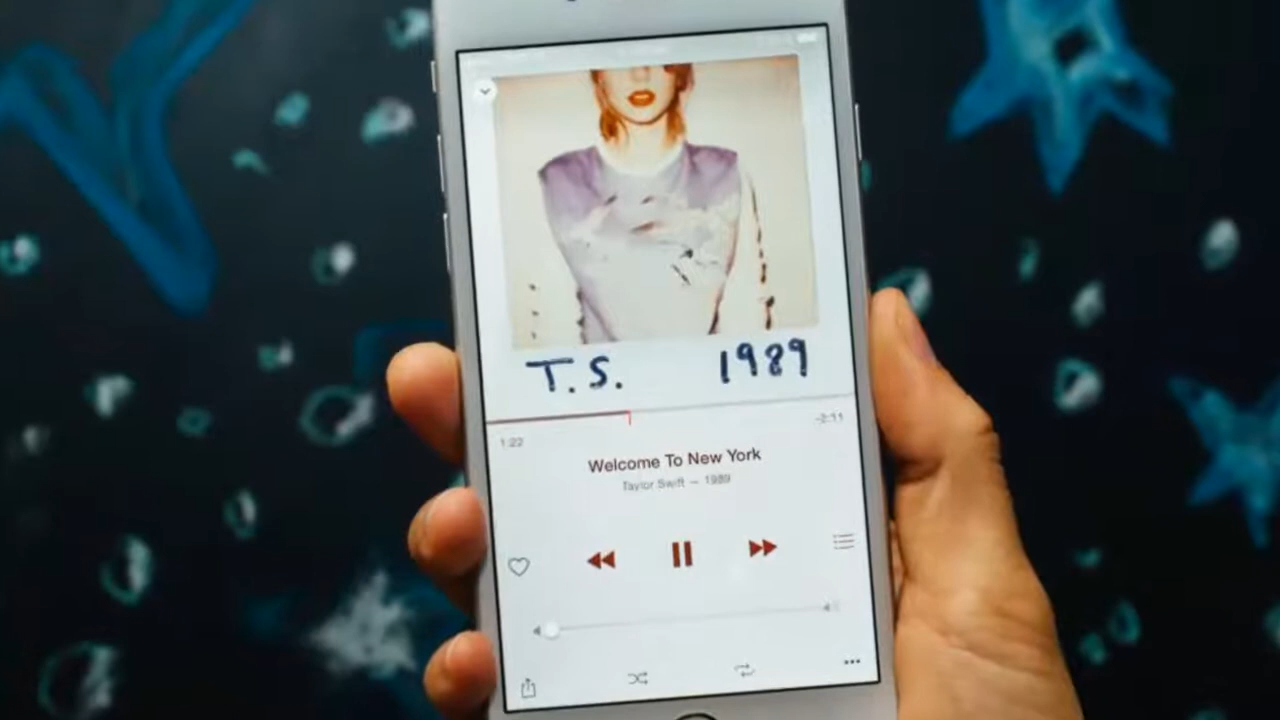 T.S. 1989
1:22 -2:11
Welcome To New York
Taylor Swift — 1989